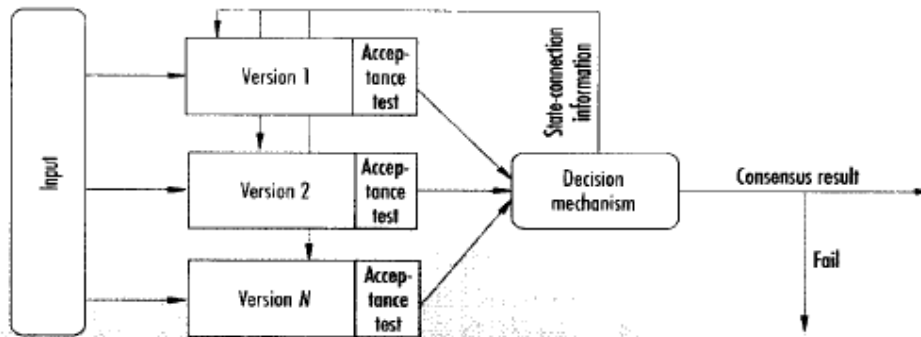 Input
Version 1
Accep-
tance
test
State-connection
information
Version 2
Accep-
tance
test
Decision
mechanism
Consensus result
Fail
Version N
Accep-
tance
test